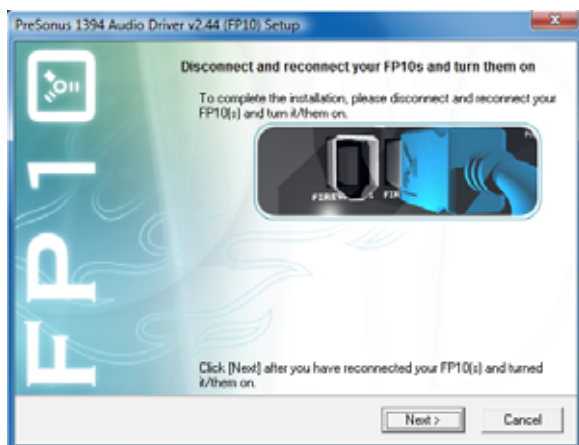 PreSonus 1394 Audio Driver v2.44 (FP10) Setup
Disconnect and reconnect your FP10s and turn them on
To complete the installation, please disconnect and reconnect your
FP10(s) and turn it/them on.
FP10
Click [Next] after you have reconnected your FP10(s) and turned
it/them on.
Next >
Cancel